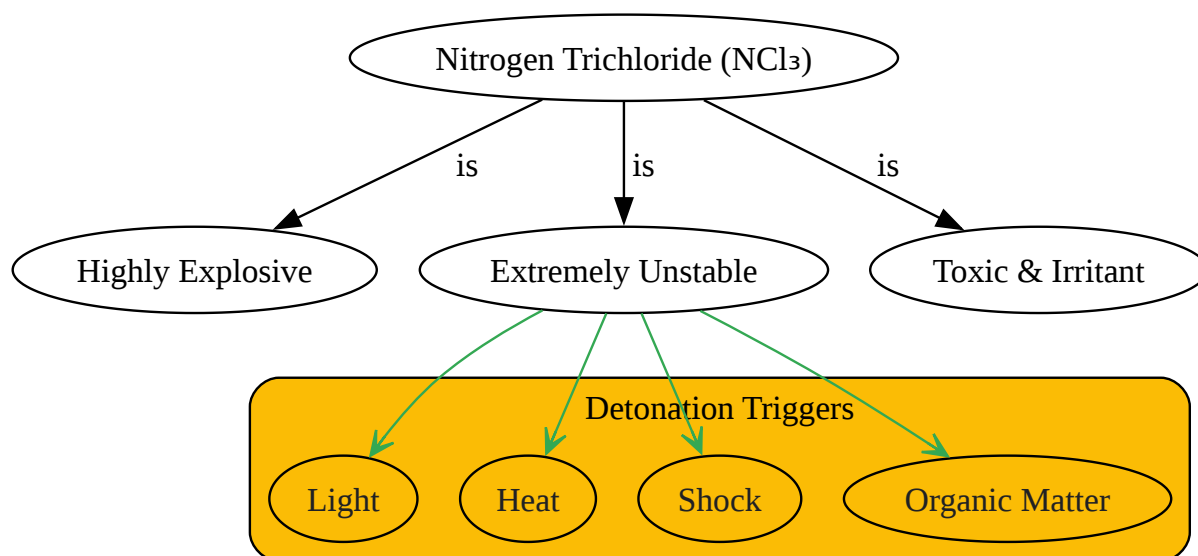 Nitrogen Trichloride (NCl₃)
is
is
is
Highly Explosive
Extremely Unstable
Toxic & Irritant
Detonation Triggers
Light
Heat
Shock
Organic Matter